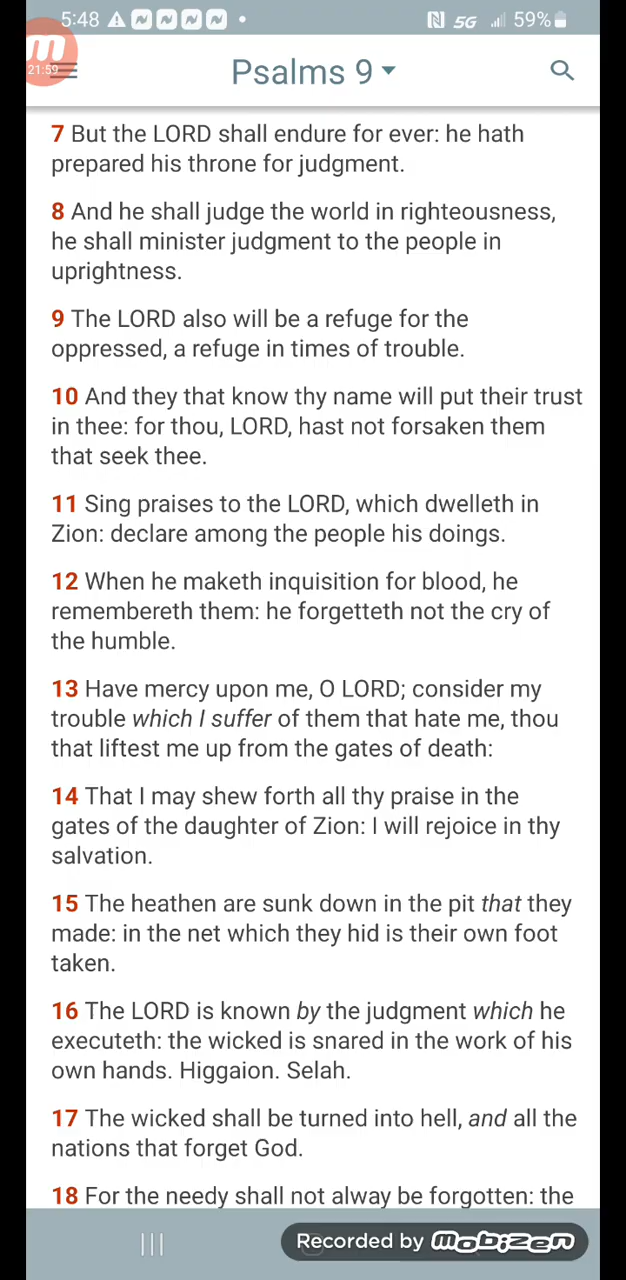 5:48
5G 59%
21:59
Psalms 9
7 But the LORD shall endure for ever: he hath
prepared his throne for judgment.
8 And he shall judge the world in righteousness,
he shall minister judgment to the people in
uprightness.
9 The LORD also will be a refuge for the
oppressed, a refuge in times of trouble.
10 And they that know thy name will put their trust
in thee: for thou, LORD, hast not forsaken them
that seek thee.
11 Sing praises to the LORD, which dwelleth in
Zion: declare among the people his doings.
12 When he maketh inquisition for blood, he
remembereth them: he forgetteth not the cry of
the humble.
13 Have mercy upon me, O LORD; consider my
trouble which I suffer of them that hate me, thou
that liftest me up from the gates of death:
14 That I may shew forth all thy praise in the
gates of the daughter of Zion: I will rejoice in thy
salvation.
15 The heathen are sunk down in the pit that they
made: in the net which they hid is their own foot
taken.
16 The LORD is known by the judgment which he
executeth: the wicked is snared in the work of his
own hands. Higgaion. Selah.
17 The wicked shall be turned into hell, and all the
nations that forget God.
18 For the needy shall not alway be forgotten: the
Recorded by mobizen